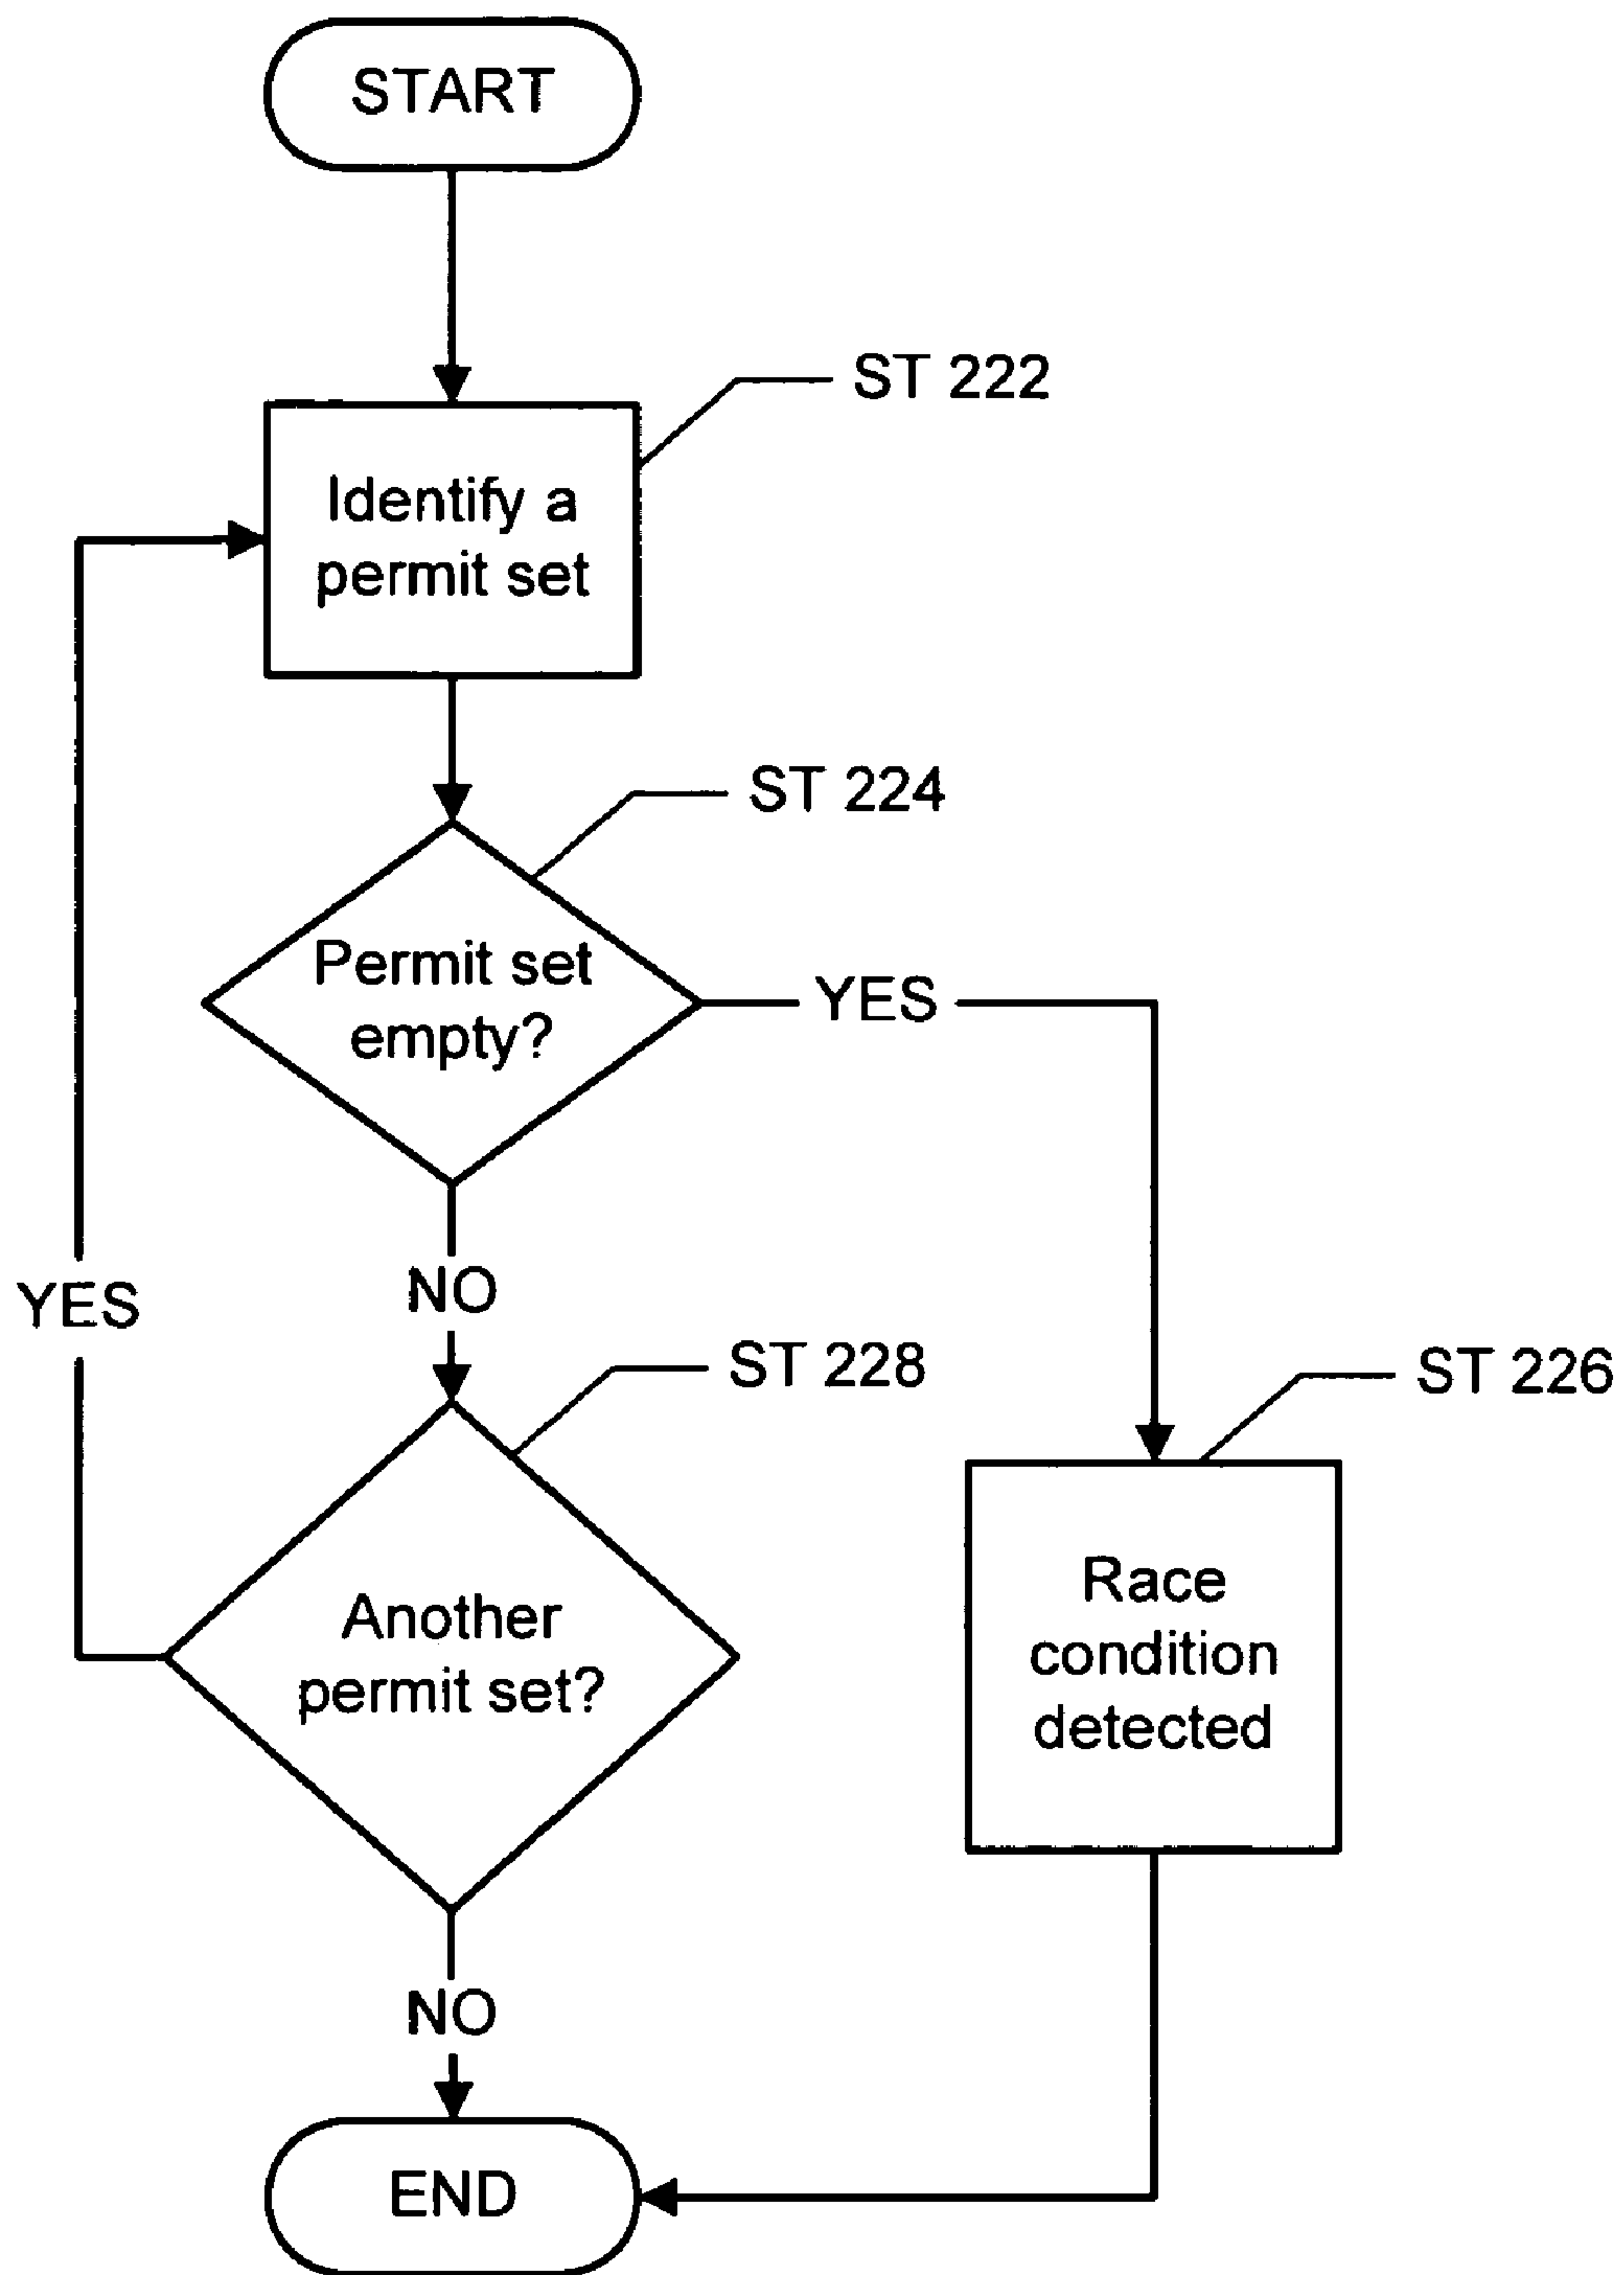 START
ST 222
Identify a
permit set
ST 224
Permit set
empty?
YES
NO
YES
ST 228
ST 226
Another
permit set?
Race
condition
detected
NO
END